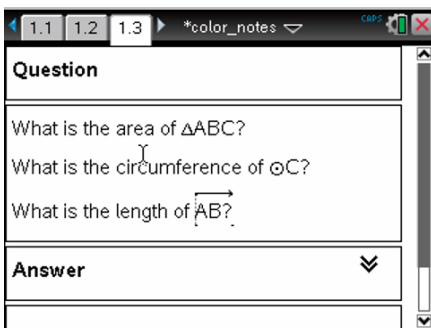 1.1 1.2 1.3 *color_notes CAPS
Question
What is the area of △ABC?
What is the circumference of ⊙C?
What is the length of AB?
Answer